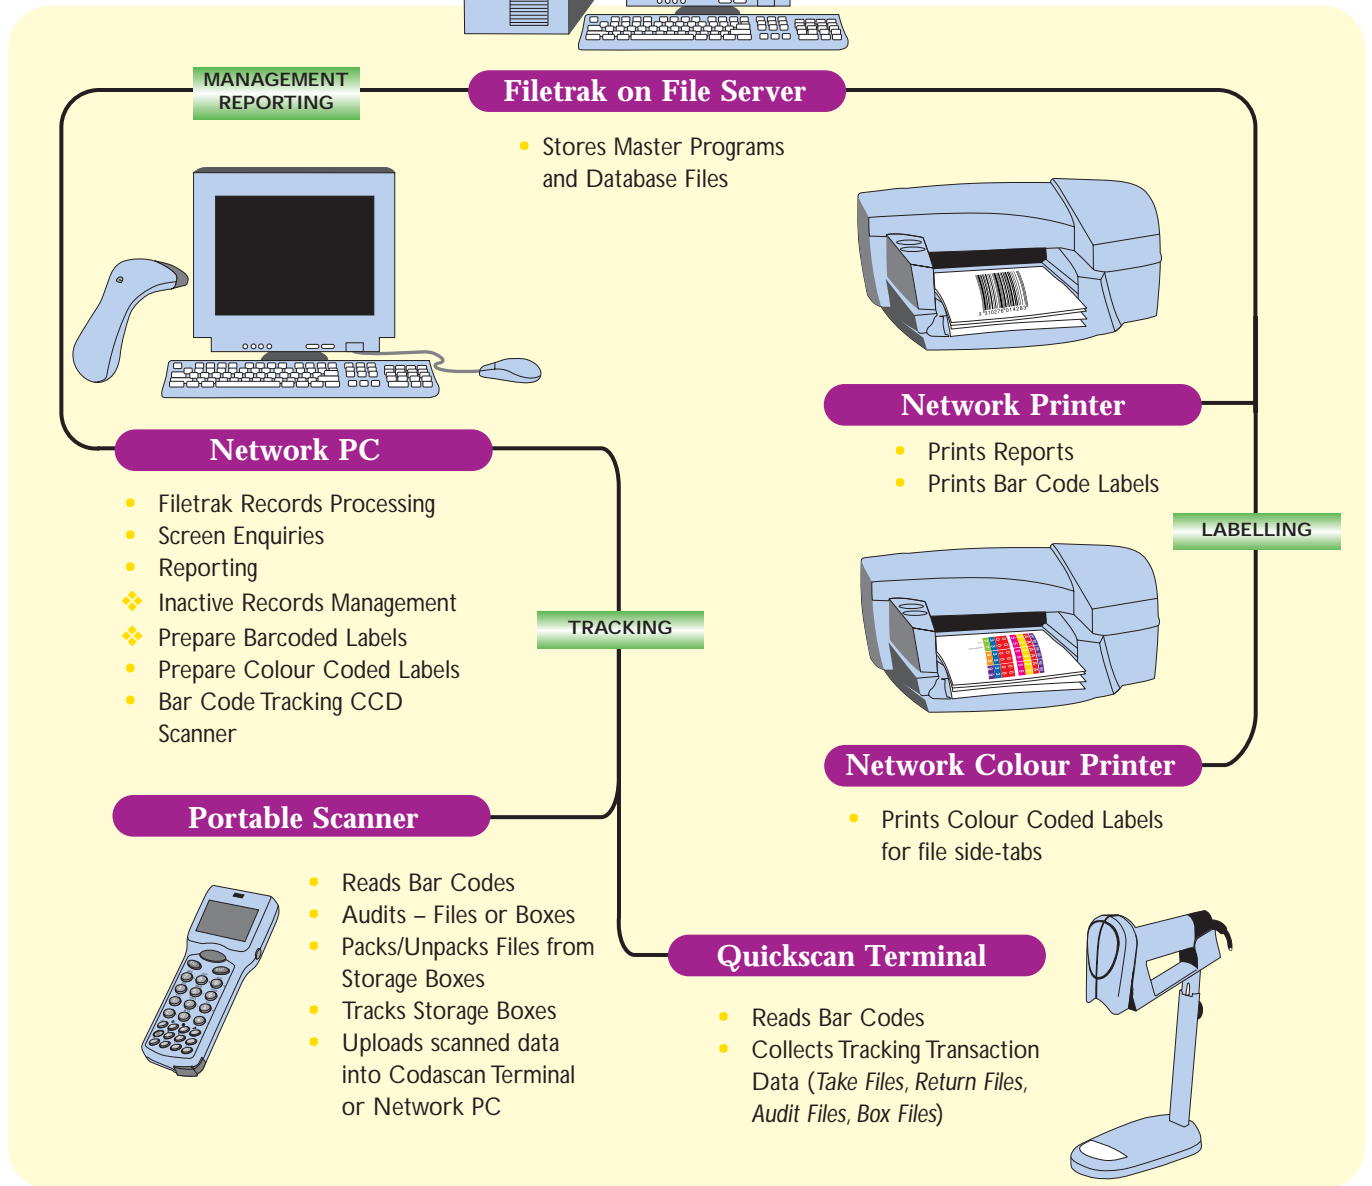 MANAGEMENT
REPORTING
Filetrak on File Server
• Stores Master Programs
and Database Files
Network Printer
• Prints Reports
• Prints Bar Code Labels
LABELLING
Network PC
• Filetrak Records Processing
• Screen Enquiries
• Reporting
❖ Inactive Records Management
❖ Prepare Barcoded Labels
• Prepare Colour Coded Labels
• Bar Code Tracking CCD
Scanner
TRACKING
Network Colour Printer
• Prints Colour Coded Labels
for file side-tabs
Portable Scanner
• Reads Bar Codes
• Audits – Files or Boxes
• Packs/Unpacks Files from
Storage Boxes
• Tracks Storage Boxes
• Uploads scanned data
into Codascan Terminal
or Network PC
Quickscan Terminal
• Reads Bar Codes
• Collects Tracking Transaction
Data (Take Files, Return Files,
Audit Files, Box Files)